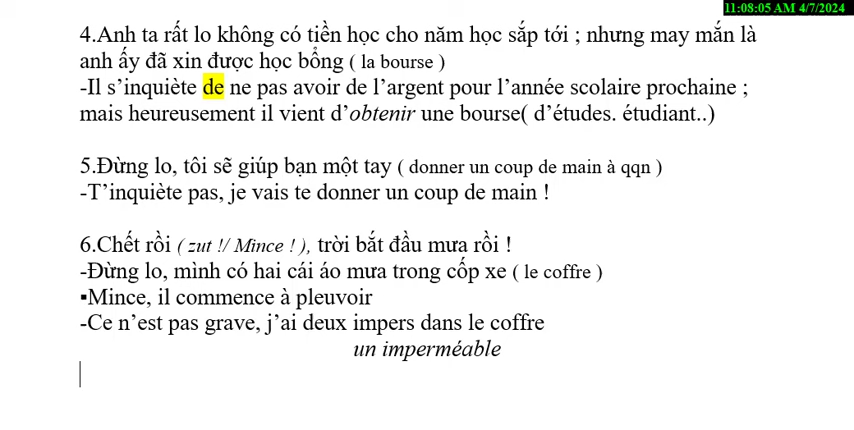 11:08:05 AM 4/7/2024
4.Anh ta rất lo không có tiền học cho năm học sắp tới ; nhưng may mắn là
anh ấy đã xin được học bổng ( la bourse )
-Il s’inquiète de ne pas avoir de l’argent pour l’année scolaire prochaine ;
mais heureusement il vient d’obtenir une bourse( d’études. étudiant..)
5.Đừng lo, tôi sẽ giúp bạn một tay ( donner un coup de main à qqn )
-T’inquiète pas, je vais te donner un coup de main !
6.Chết rồi ( zut !/ Mince ! ), trời bắt đầu mưa rồi !
-Đừng lo, mình có hai cái áo mưa trong cốp xe ( le coffre )
▪Mince, il commence à pleuvoir
-Ce n’est pas grave, j’ai deux impers dans le coffre
un imperméable